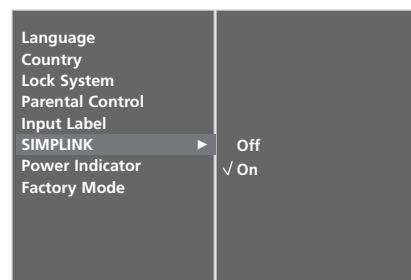 Language
Country
Lock System
Parental Control
Input Label
SIMPLINK ►
Off
Power Indicator
√ On
Factory Mode